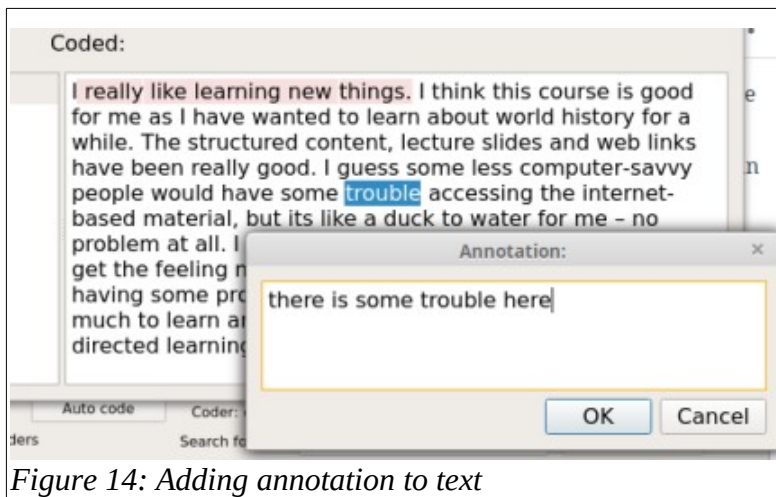 Coded:
I really like learning new things. I think this course is good
for me as I have wanted to learn about world history for a
while. The structured content, lecture slides and web links
have been really good. I guess some less computer-savvy
people would have some trouble accessing the internet-
based material, but its like a duck to water for me – no
problem at all. I
get the feeling
having some
much to learn
directed learning
Annotation:
there is some trouble here
OK Cancel
Auto code
Coder:
Search
Figure 14: Adding annotation to text